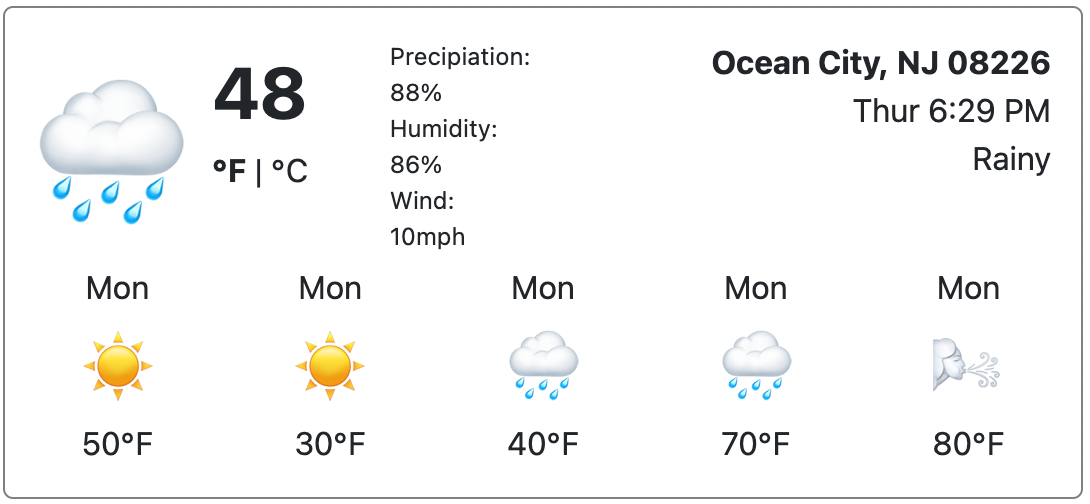 48
°F | °C
Precipiation:
88%
Humidity:
86%
Wind:
10mph
Ocean City, NJ 08226
Thur 6:29 PM
Rainy
Mon Mon Mon Mon Mon
50°F 30°F 40°F 70°F 80°F